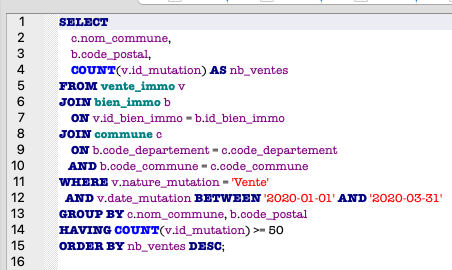 1 SELECT
2 c.nom_commune,
3 b.code_postal,
4 COUNT(v.id_mutation) AS nb_ventes
5 FROM vente_immo v
6 JOIN bien_immo b
7 ON v.id_bien_immo = b.id_bien_immo
8 JOIN commune c
9 ON b.code_departement = c.code_departement
10 AND b.code_commune = c.code_commune
11 WHERE v.nature_mutation = 'Vente'
12 AND v.date_mutation BETWEEN '2020-01-01' AND '2020-03-31'
13 GROUP BY c.nom_commune, b.code_postal
14 HAVING COUNT(v.id_mutation) >= 50
15 ORDER BY nb_ventes DESC;
16